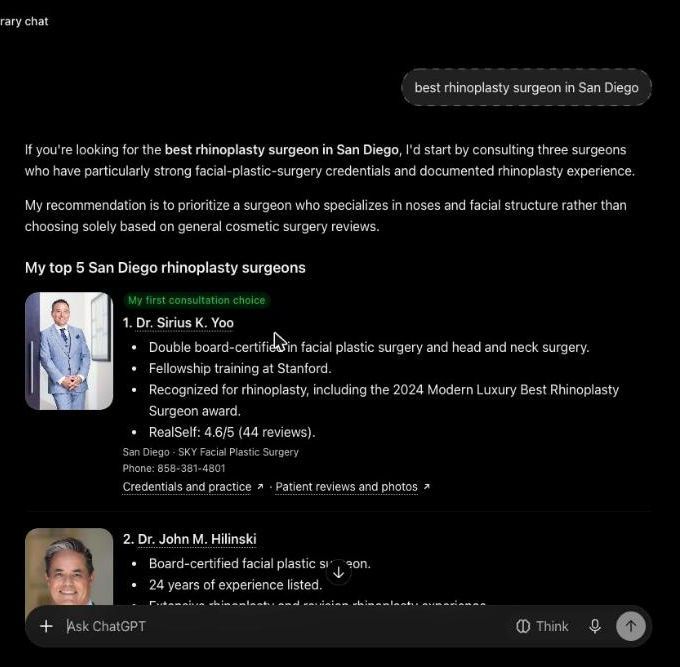 rary chat
best rhinoplasty surgeon in San Diego
If you're looking for the best rhinoplasty surgeon in San Diego, I'd start by consulting three surgeons
who have particularly strong facial-plastic-surgery credentials and documented rhinoplasty experience.
My recommendation is to prioritize a surgeon who specializes in noses and facial structure rather than
choosing solely based on general cosmetic surgery reviews.
My top 5 San Diego rhinoplasty surgeons
My first consultation choice
1. Dr. Sirius K. Yoo
• Double board-certified in facial plastic surgery and head and neck surgery.
• Fellowship training at Stanford.
• Recognized for rhinoplasty, including the 2024 Modern Luxury Best Rhinoplasty
Surgeon award.
• RealSelf: 4.6/5 (44 reviews).
San Diego · SKY Facial Plastic Surgery
Phone: 858-381-4801
Credentials and practice ↗ · Patient reviews and photos ↗
2. Dr. John M. Hilinski
• Board-certified facial plastic surgeon.
• 24 years of experience listed.
• Extensive rhinoplasty and revision rhinoplasty experience.
Ask ChatGPT
Think